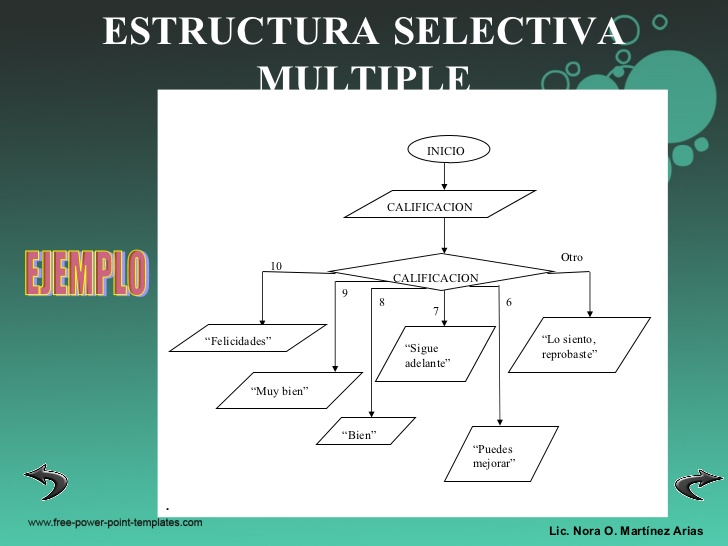 ESTRUCTURA SELECTIVA
MULTIPLE
INICIO
CALIFICACION
Otro
10
CALIFICACION
9
8
7
6
EJEMPLO
“Felicidades”
“Sigue
adelante”
“Lo siento,
reprobaste”
“Muy bien”
“Bien”
“Puedes
mejorar”
.
www.free-power-point-templates.com
Lic. Nora O. Martínez Arias